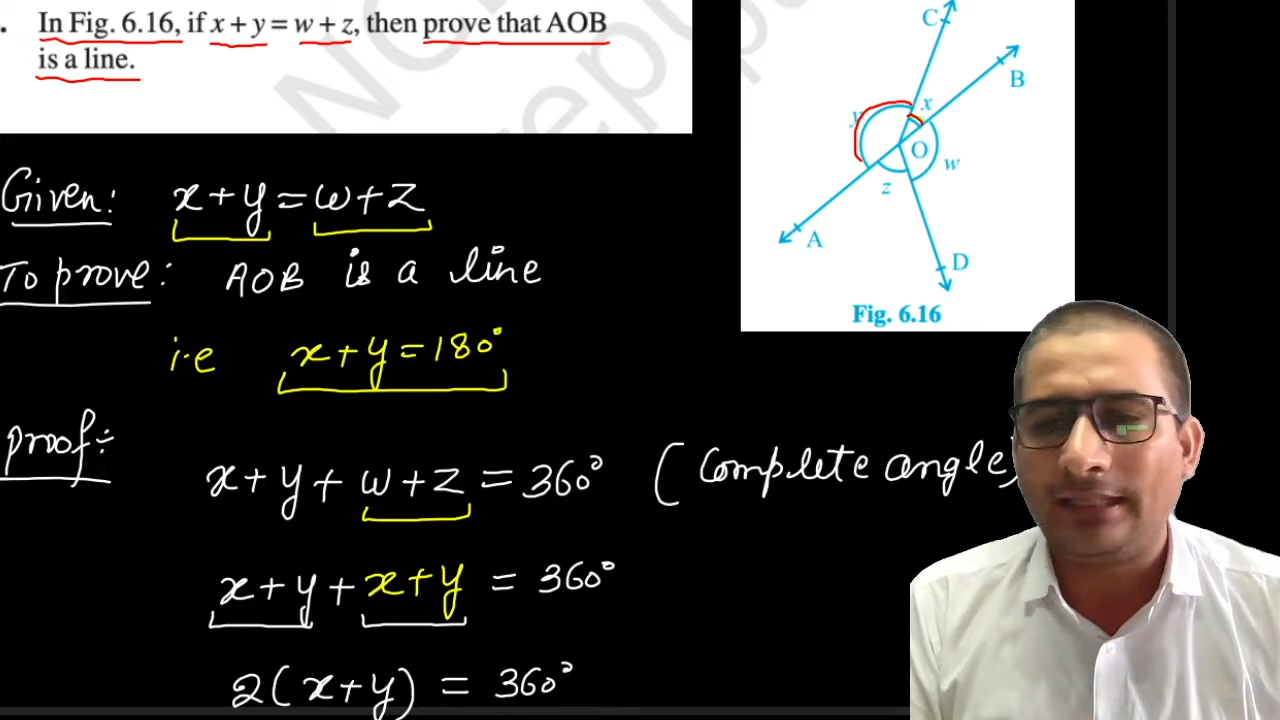 . In Fig. 6.16, if x + y = w + z, then prove that AOB
is a line.
C
B
x
y
O
w
z
A
D
Fig. 6.16
Given: x+y=w+z
To prove: AOB is a line
i.e x+y=180°
proof:
x+y+w+z=360° (Complete angle)
x+y+x+y=360°
2(x+y)=360°